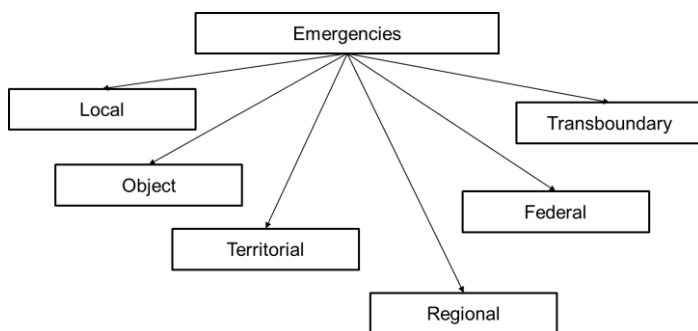 Emergencies
Local
Transboundary
Object
Federal
Territorial
Regional